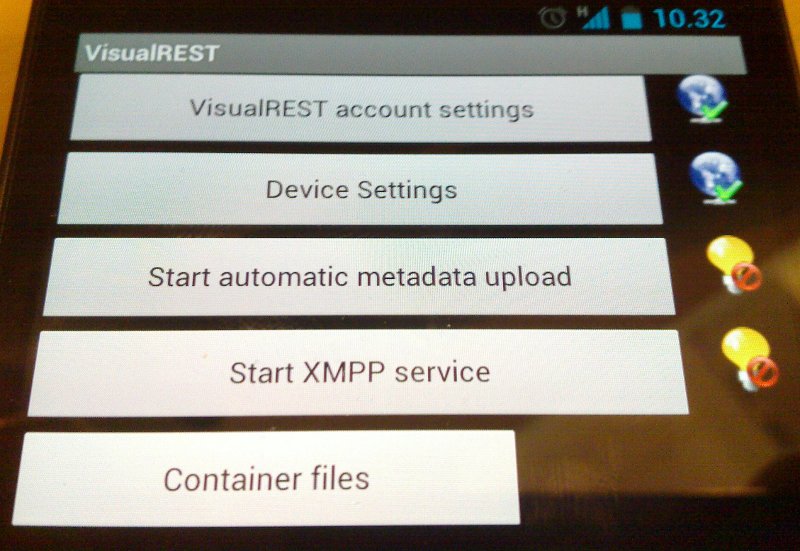 H 10.32
VisualREST
VisualREST account settings
Device Settings
Start automatic metadata upload
Start XMPP service
Container files